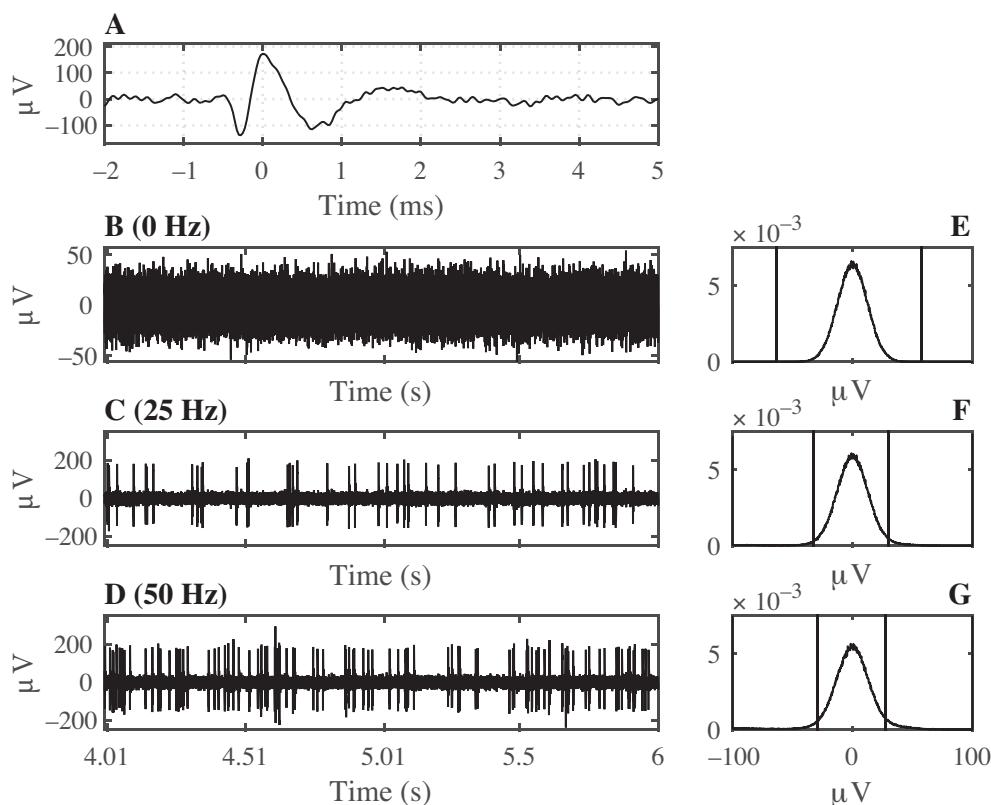 A
200
100
0
−100
μV
−2 −1 0 1 2 3 4 5
Time (ms)
B (0 Hz)
50
0
−50
μV
Time (s)
× 10−3 E
5
0
μV
C (25 Hz)
200
0
−200
μV
Time (s)
× 10−3 F
5
0
μV
D (50 Hz)
200
0
−200
μV
4.01 4.51 5.01 5.5 6
Time (s)
× 10−3 G
5
0
−100 0 100
μV